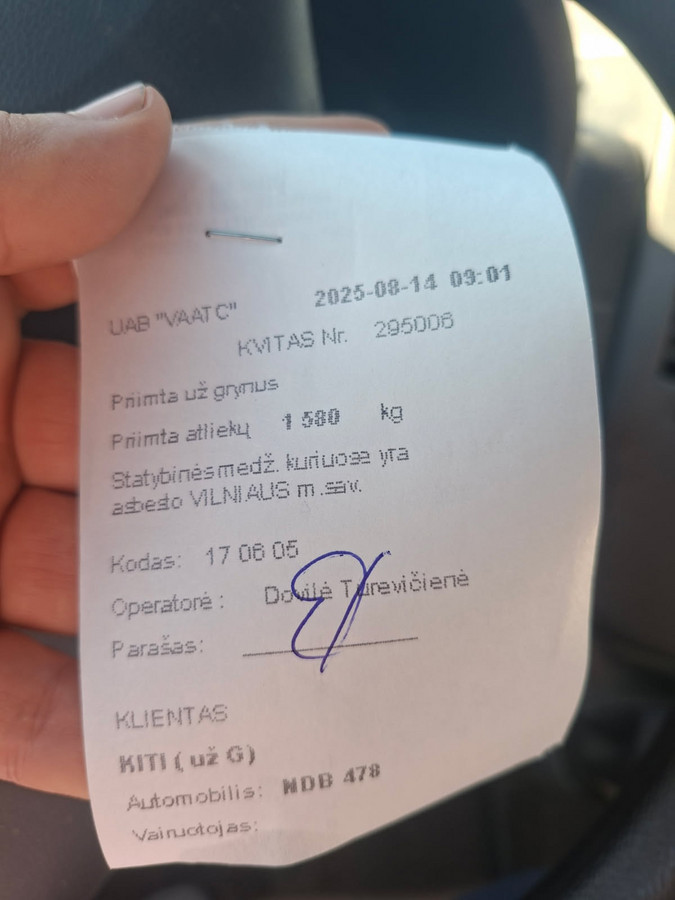 2025-08-14 09:01
UAB "VAATC"
KVITAS Nr. 295006
Priimta už grynus
Priimta atliekų 1 580 kg
Statybinės medž. kuriuose yra
asbesto VILNIAUS m.sav.
Kodas: 17 06 05
Operatorė : Dovilė Turevičienė
Parašas:
KLIENTAS
KITI ( už G)
Automobilis: NDB 478
Vairuotojas: